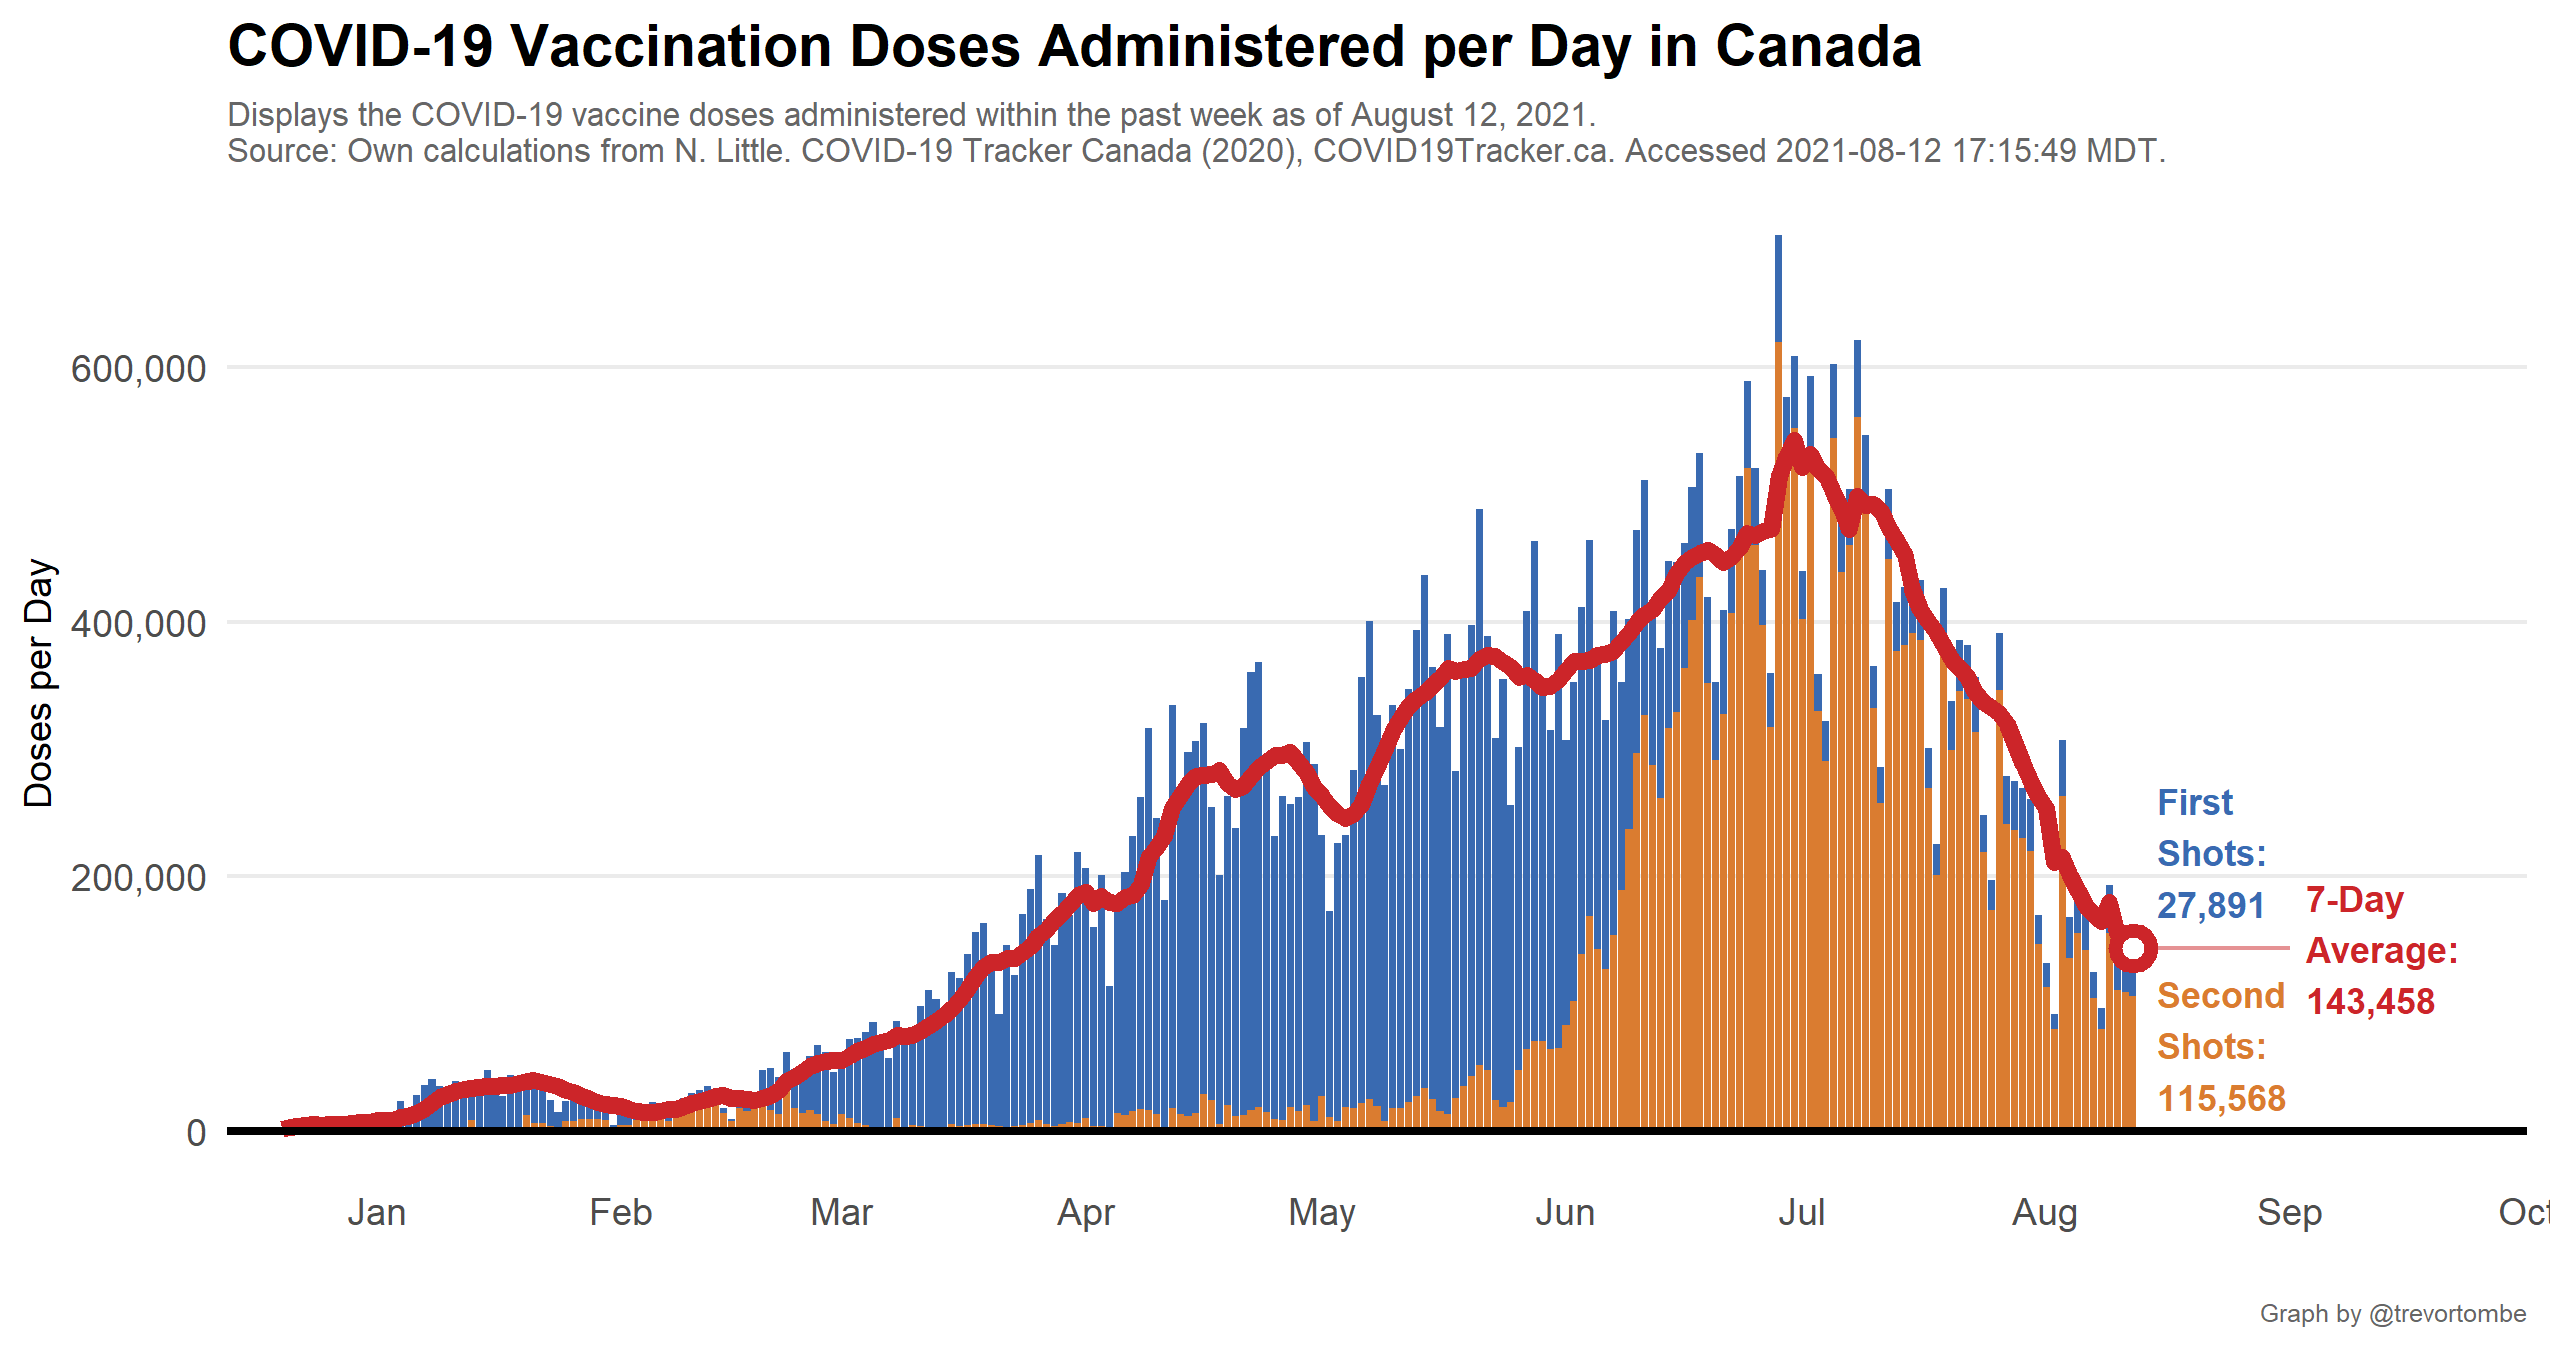 COVID-19 Vaccination Doses Administered per Day in Canada
Displays the COVID-19 vaccine doses administered within the past week as of August 12, 2021.
Source: Own calculations from N. Little. COVID-19 Tracker Canada (2020), COVID19Tracker.ca. Accessed 2021-08-12 17:15:49 MDT.
Doses per Day
600,000
400,000
200,000
0
First
Shots:
27,891
7-Day
Average:
143,458
Second
Shots:
115,568
Jan Feb Mar Apr May Jun Jul Aug Sep Oct
Graph by @trevortombe